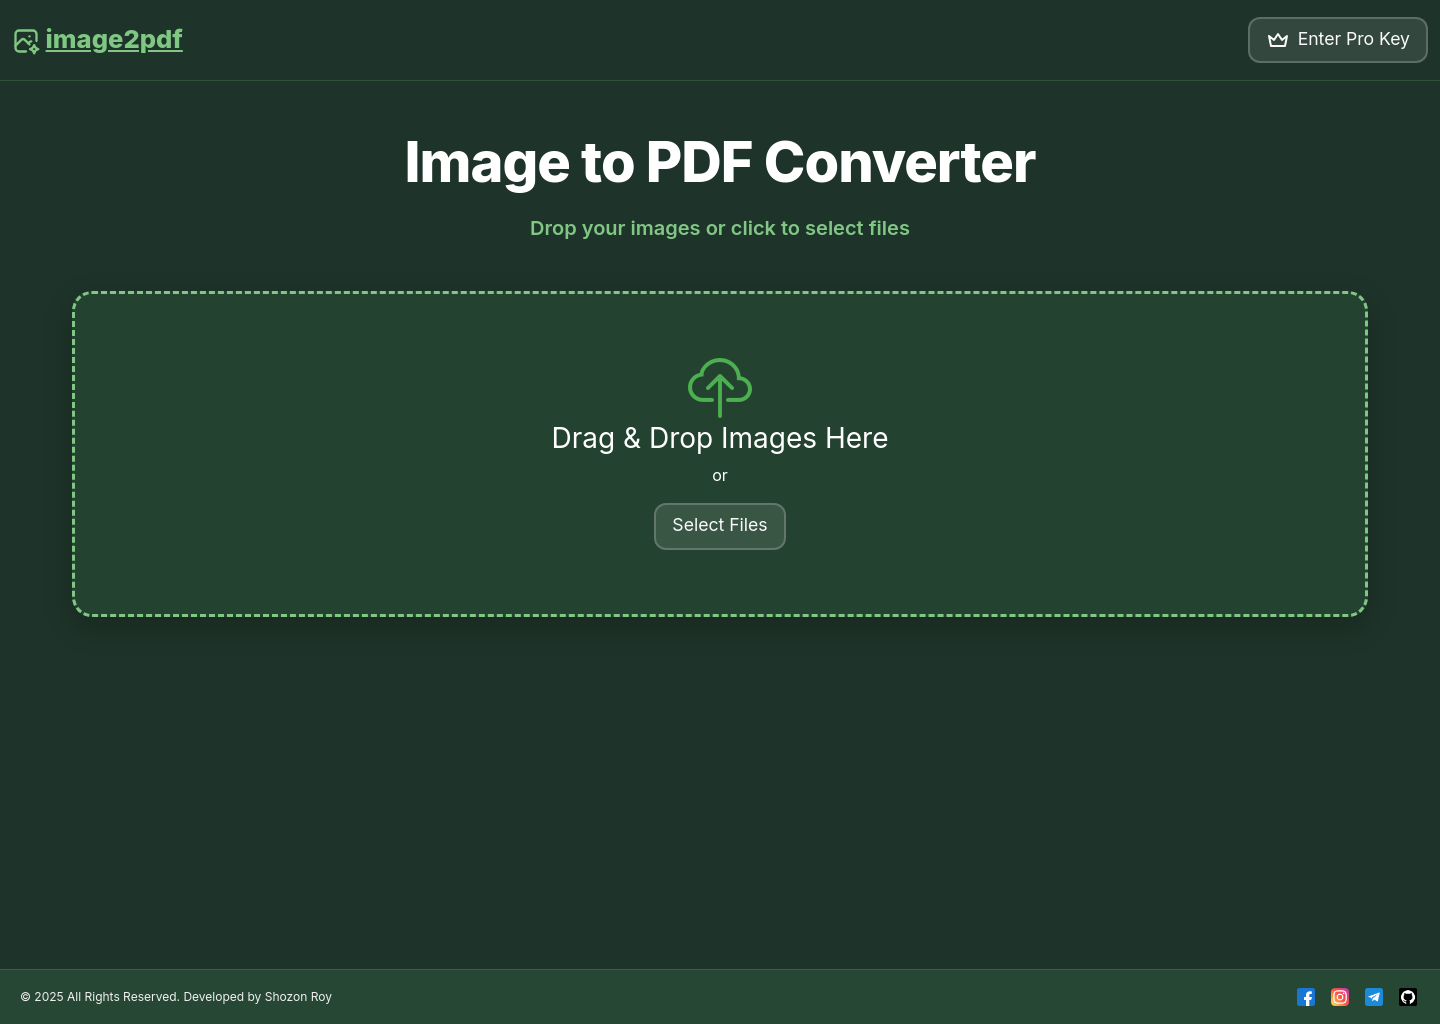 image2pdf
Enter Pro Key
Image to PDF Converter
Drop your images or click to select files
Drag & Drop Images Here
or
Select Files
© 2025 All Rights Reserved. Developed by Shozon Roy